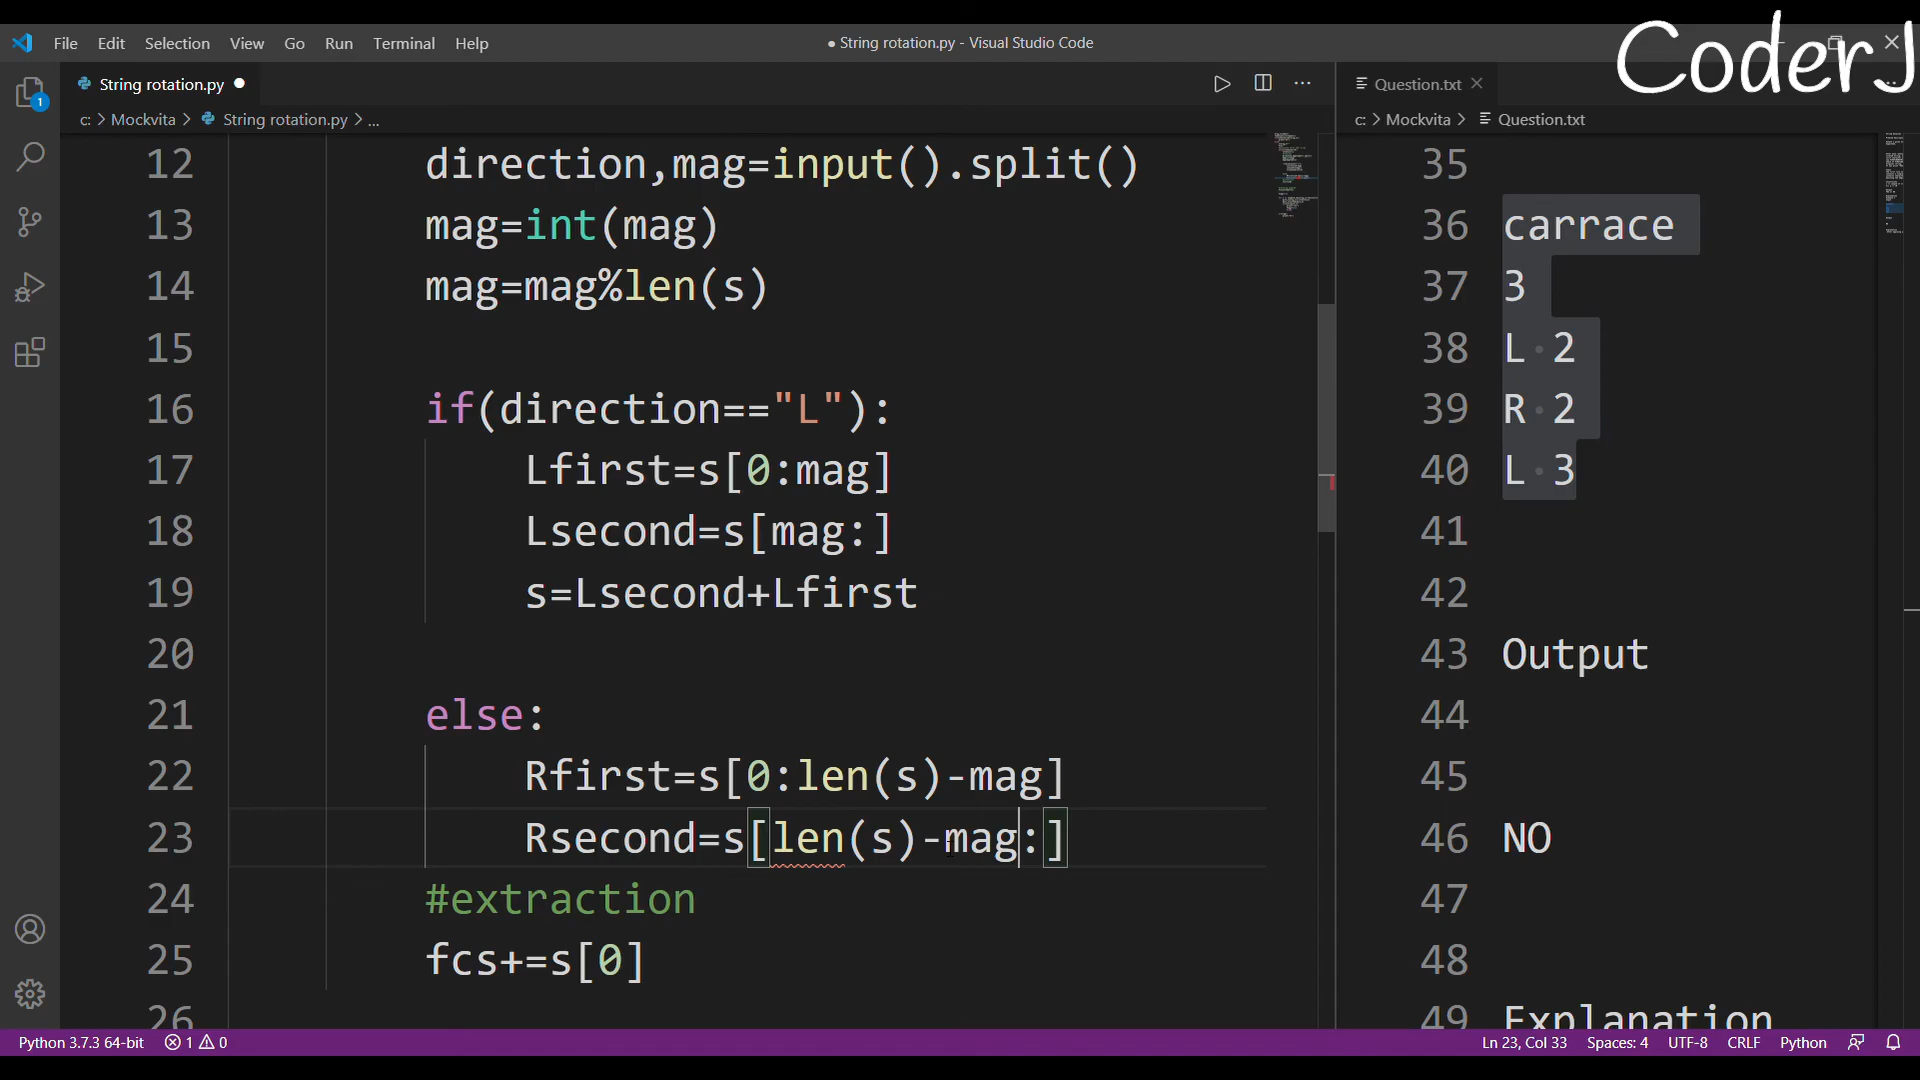 File Edit Selection View Go Run Terminal Help
● String rotation.py - Visual Studio Code
CoderJ
String rotation.py
Question.txt
1
c: > Mockvita > String rotation.py > ...
c: > Mockvita > Question.txt
12 direction,mag=input().split()
13 mag=int(mag)
14 mag=mag%len(s)
15
16 if(direction=="L"):
17 Lfirst=s[0:mag]
18 Lsecond=s[mag:]
19 s=Lsecond+Lfirst
20
21 else:
22 Rfirst=s[0:len(s)-mag]
23 Rsecond=s[len(s)-mag:]
24 #extraction
25 fcs+=s[0]
26
35
36 carrace
37 3
38 L·2
39 R·2
40 L·3
41
42
43 Output
44
45
46 NO
47
48
49 Explanation
Python 3.7.3 64-bit 1 0
Ln 23, Col 33 Spaces: 4 UTF-8 CRLF Python